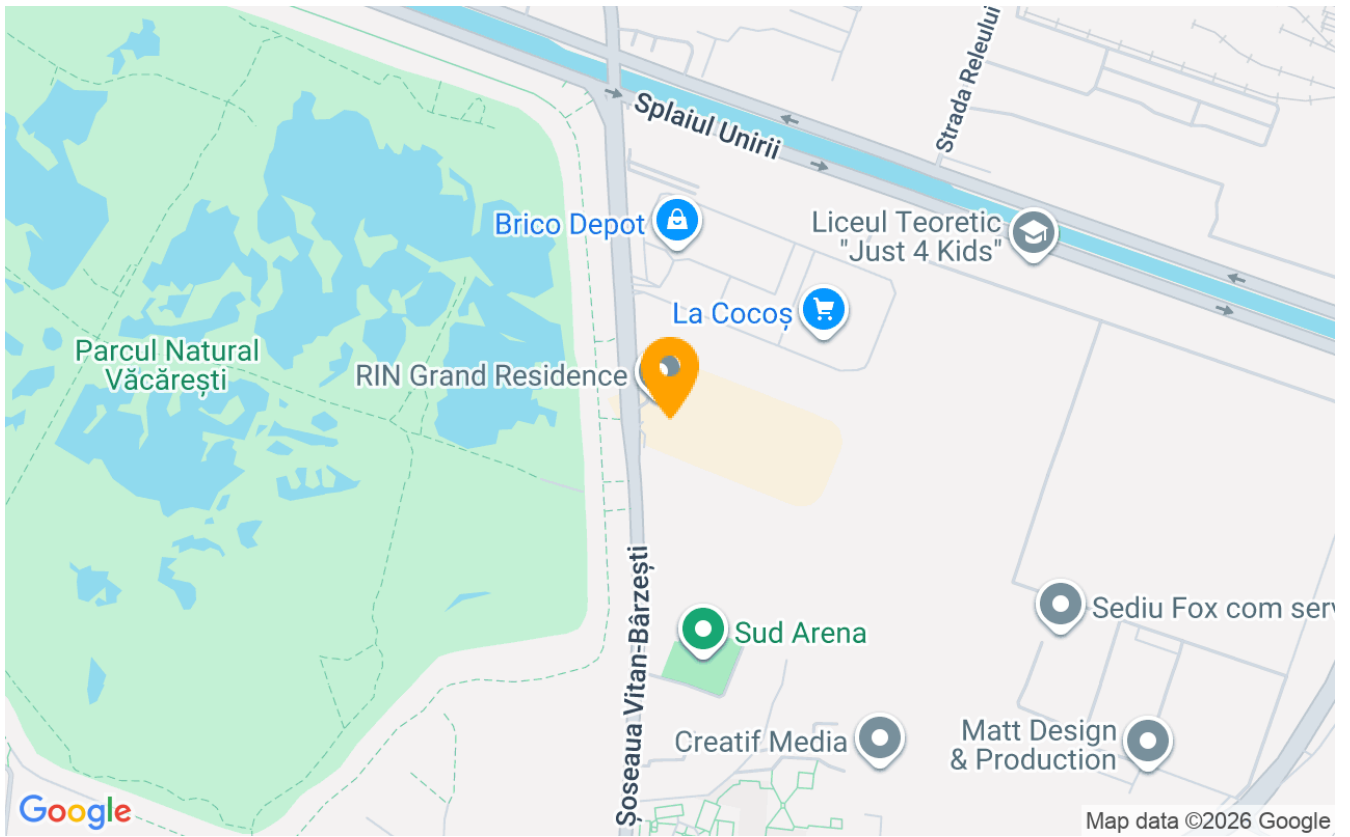 Strada Releului
Splaiul Unirii
Brico Depot
Liceul Teoretic
"Just 4 Kids"
La Cocoș
Parcul Natural
Văcărești
RIN Grand Residence
Șoseaua Vitan-Bârzești
Sediu Fox com serv
Sud Arena
Creatif Media
Matt Design
& Production
Google
Map data ©2026 Google